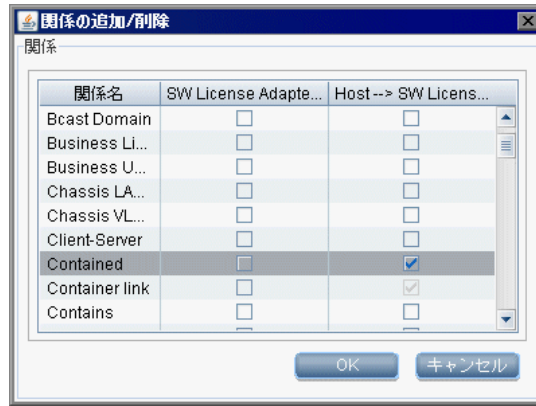 関係の追加/削除
関係
関係名 SW License Adapte... Host --> SW Licens...
Bcast Domain
Business Li...
Business U...
Chassis LA...
Chassis VL...
Client-Server
Contained
Container link
Contains
OK キャンセル